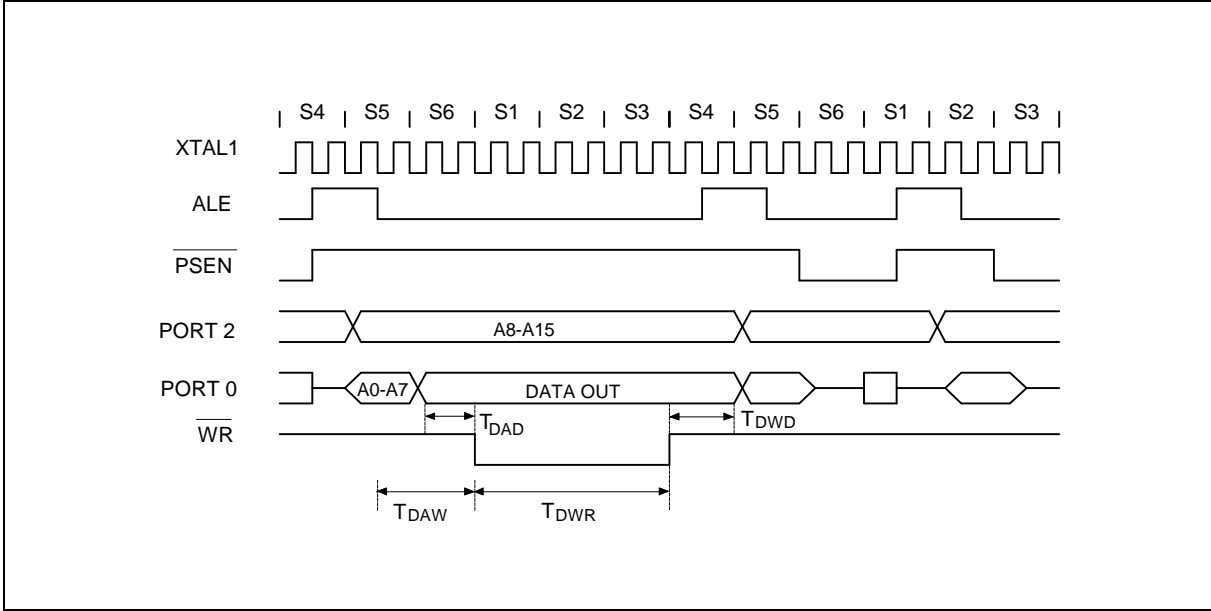 S4 S5 S6 S1 S2 S3 S4 S5 S6 S1 S2 S3
XTAL1
ALE
PSEN
PORT 2 A8-A15
PORT 0 A0-A7 DATA OUT
WR TDAD TDWD
TDAW TDWR